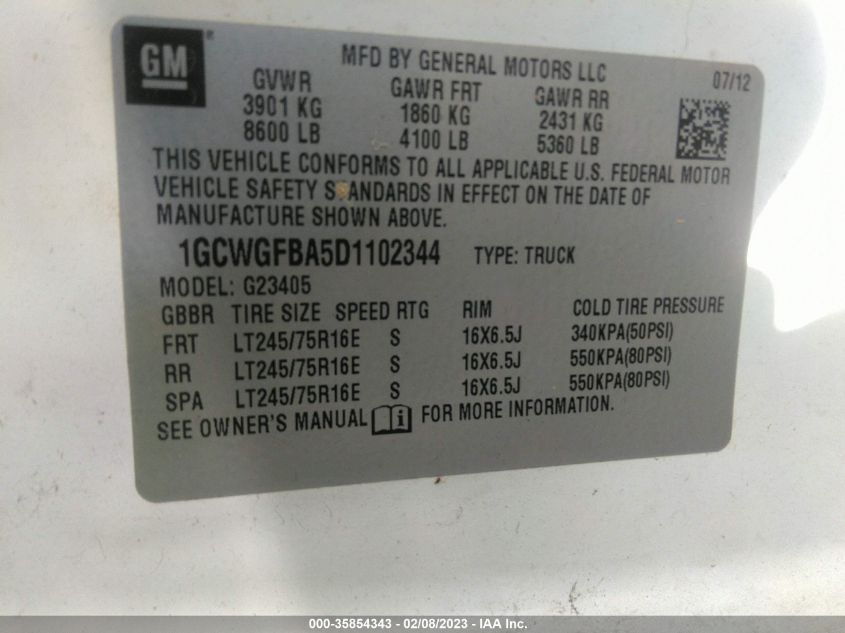 GM®
MFD BY GENERAL MOTORS LLC 07/12
GVWR GAWR FRT GAWR RR
3901 KG 1860 KG 2431 KG
8600 LB 4100 LB 5360 LB
THIS VEHICLE CONFORMS TO ALL APPLICABLE U.S. FEDERAL MOTOR
VEHICLE SAFETY STANDARDS IN EFFECT ON THE DATE OF
MANUFACTURE SHOWN ABOVE.
1GCWGFBA5D1102344 TYPE: TRUCK
MODEL: G23405
GBBR TIRE SIZE SPEED RTG RIM COLD TIRE PRESSURE
FRT LT245/75R16E S 16X6.5J 340KPA(50PSI)
RR LT245/75R16E S 16X6.5J 550KPA(80PSI)
SPA LT245/75R16E S 16X6.5J 550KPA(80PSI)
SEE OWNER'S MANUAL i FOR MORE INFORMATION.
000-35854343 - 02/08/2023 - IAA Inc.